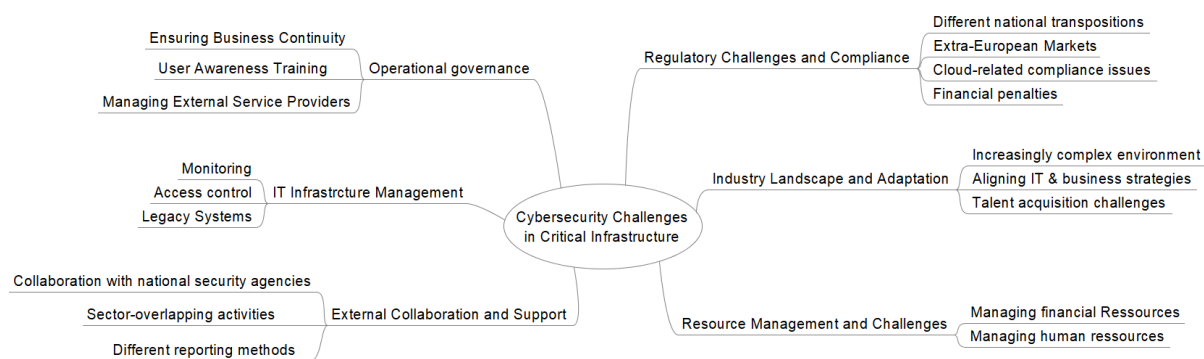 Cybersecurity Challenges
in Critical Infrastructure
Operational governance
Ensuring Business Continuity
User Awareness Training
Managing External Service Providers
IT Infrastrcture Management
Monitoring
Access control
Legacy Systems
External Collaboration and Support
Collaboration with national security agencies
Sector-overlapping activities
Different reporting methods
Regulatory Challenges and Compliance
Different national transpositions
Extra-European Markets
Cloud-related compliance issues
Financial penalties
Industry Landscape and Adaptation
Increasingly complex environment
Aligning IT & business strategies
Talent acquisition challenges
Resource Management and Challenges
Managing financial Ressources
Managing human ressources